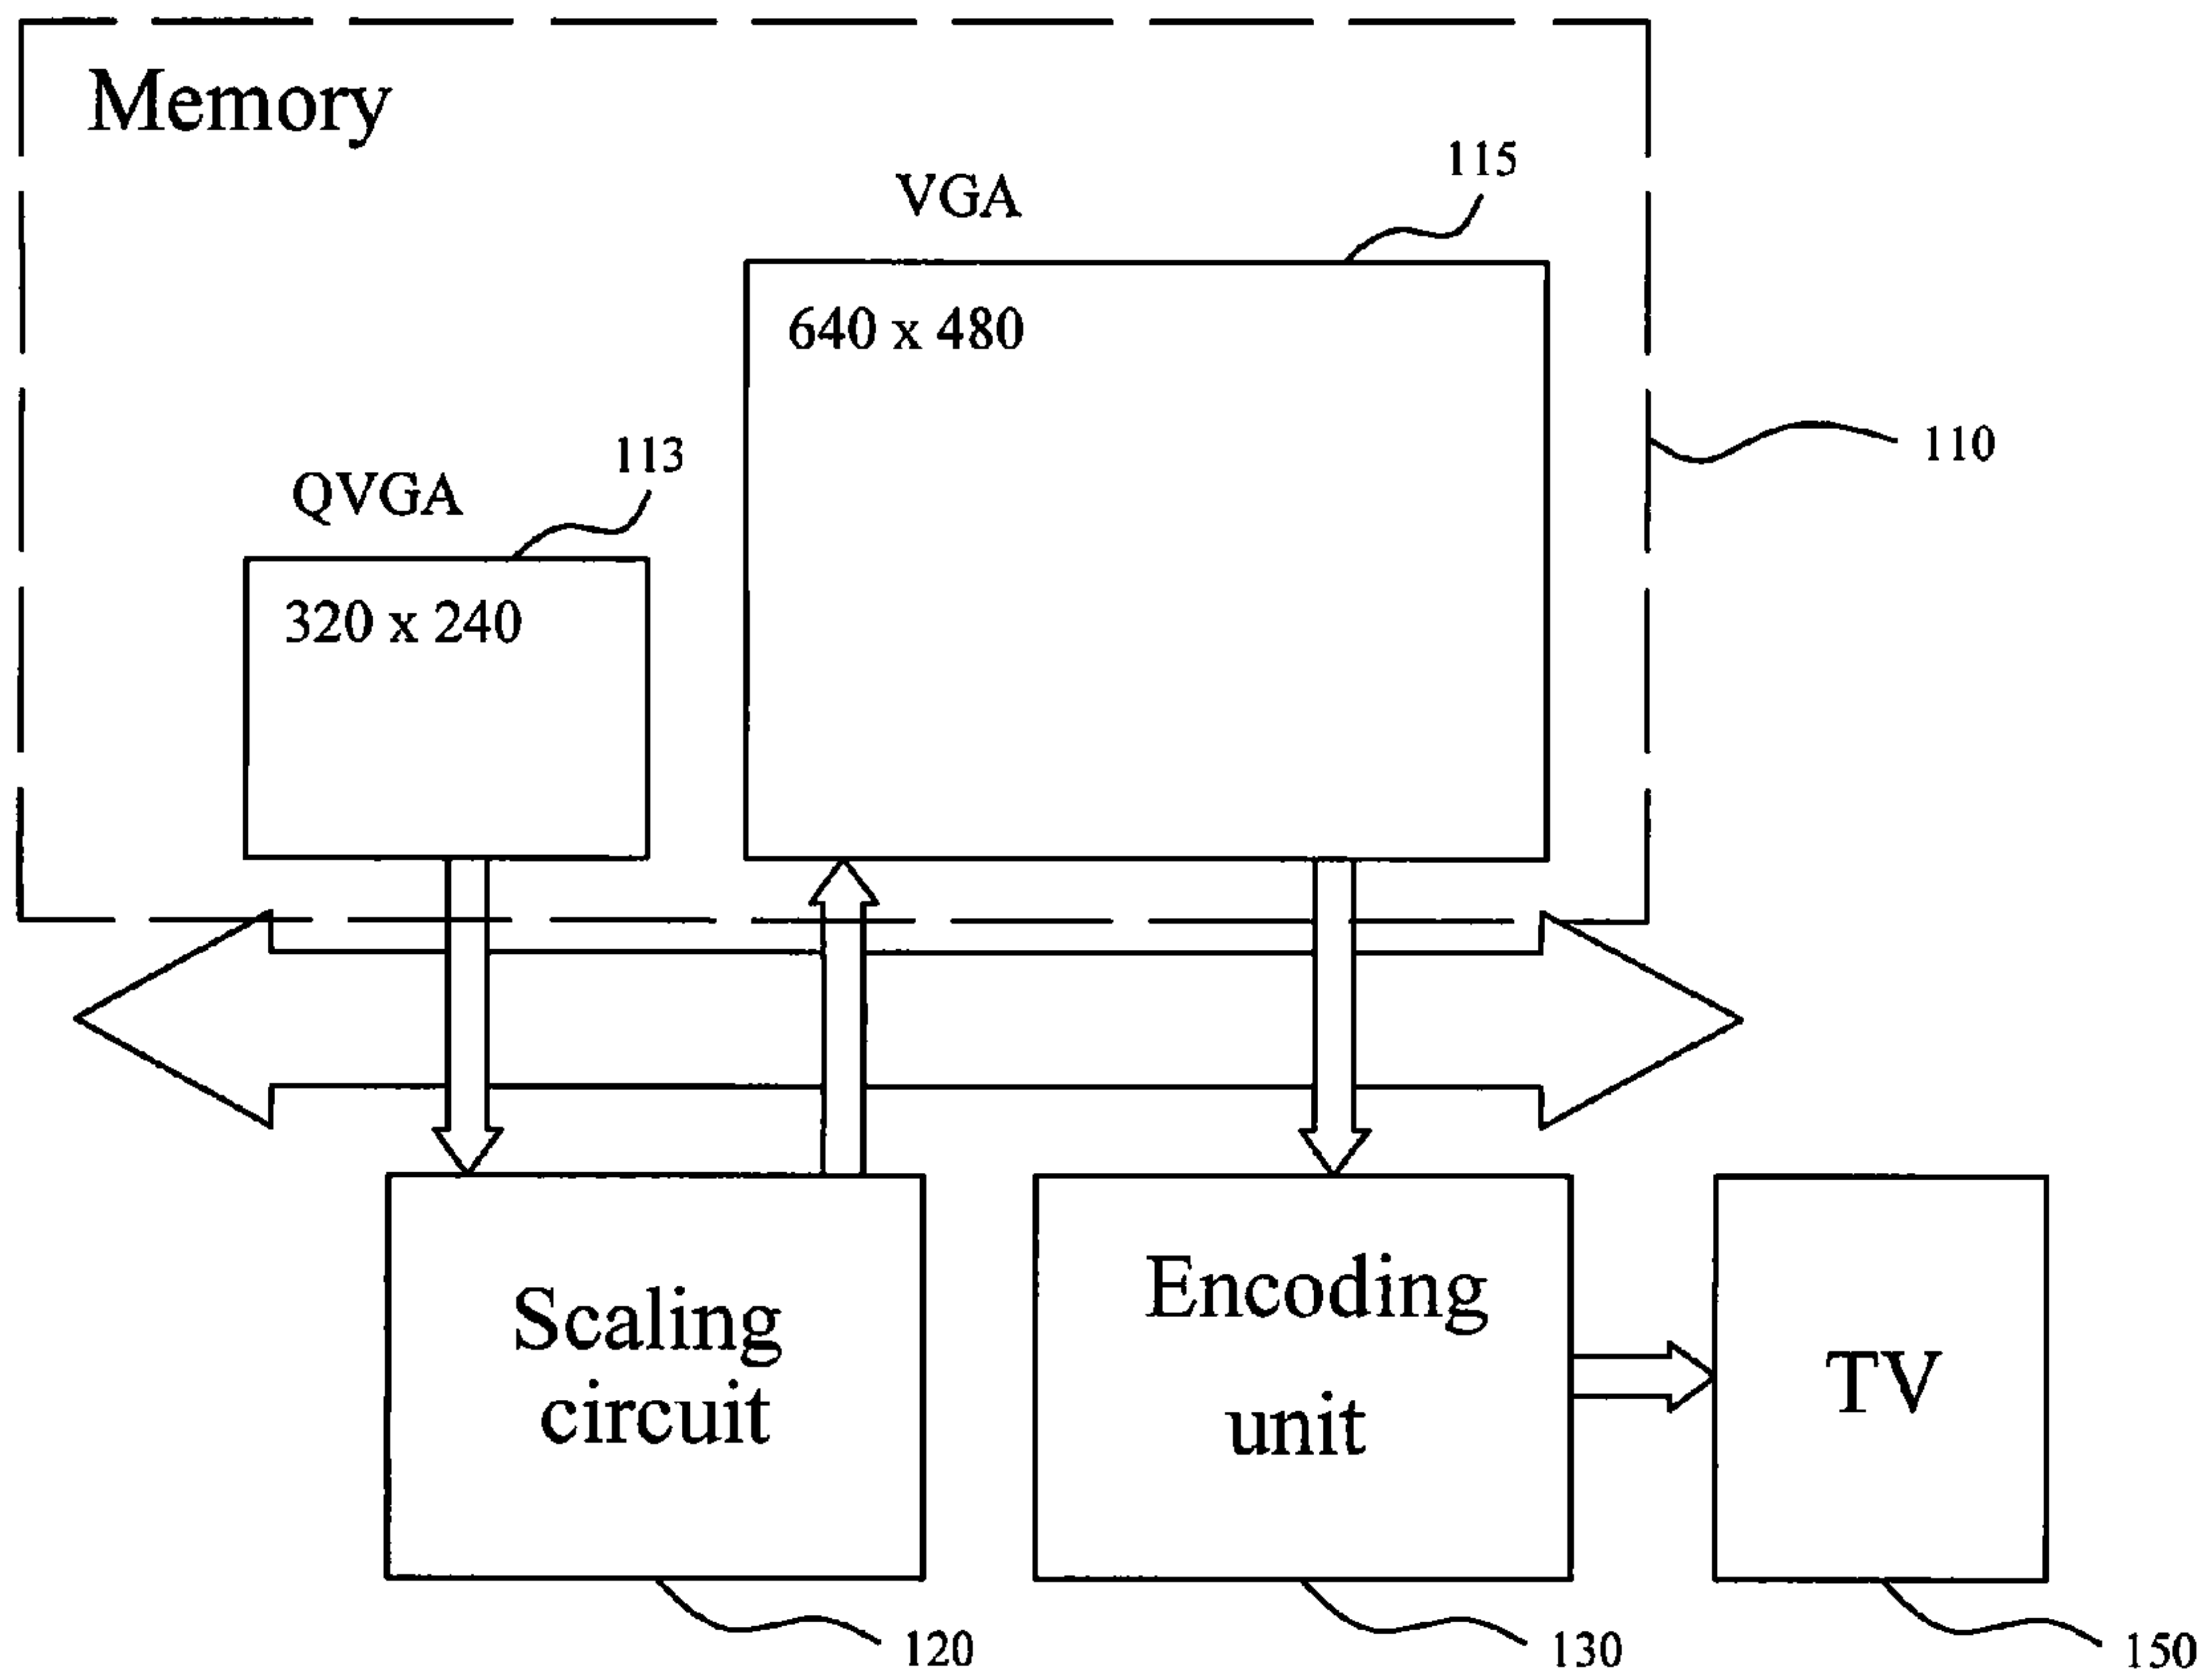 Memory
115
VGA
640 x 480
110
113
QVGA
320 x 240
Scaling
circuit
Encoding
unit
TV
120
130
150